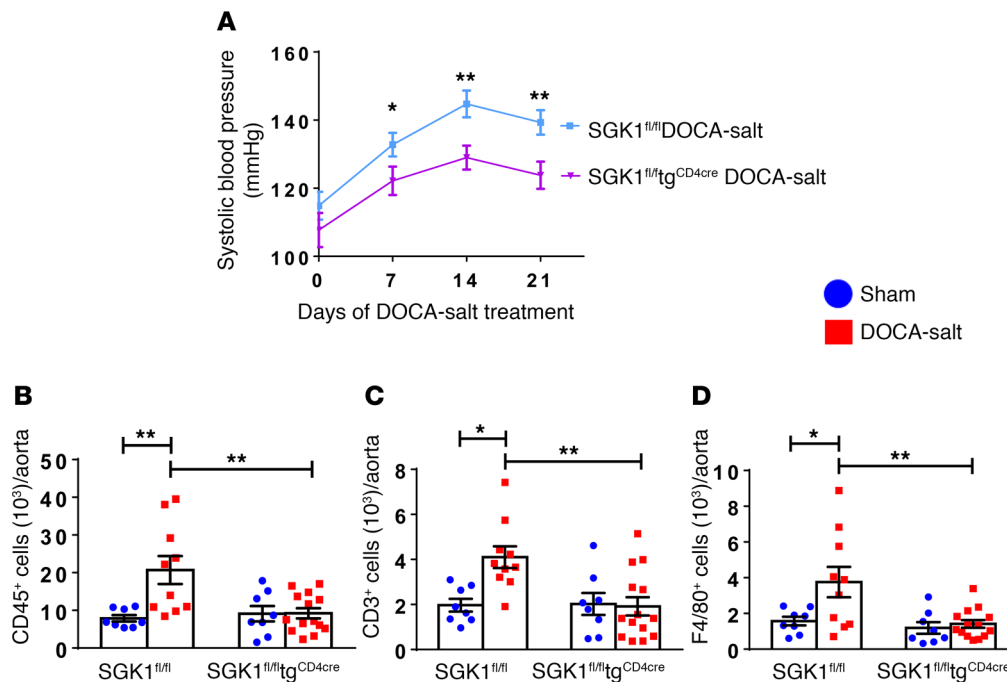 A
Systolic blood pressure
(mmHg)
160
140
120
100
*
**
**
SGK1fl/flDOCA-salt
SGK1fl/ftgCD4cre DOCA-salt
0 7 14 21
Days of DOCA-salt treatment
Sham
DOCA-salt
B
CD45+ cells (10³)/aorta
50
40
30
20
10
0
**
**
SGK1fl/fl SGK1fl/fltgCD4cre
C
CD3+ cells (10³)/aorta
8
6
4
2
0
*
**
SGK1fl/fl SGK1fl/fltgCD4cre
D
F4/80+ cells (10³)/aorta
10
8
6
4
2
0
*
**
SGK1fl/fl SGK1fl/fltgCD4cre